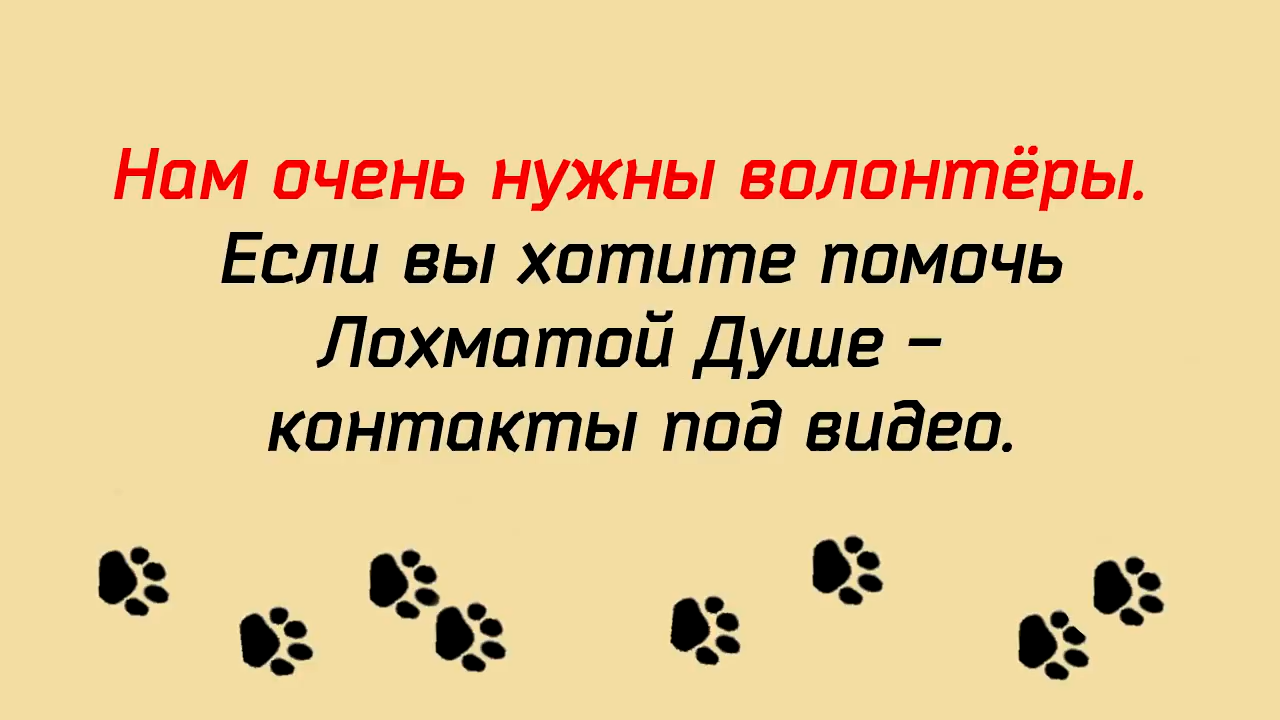 Нам очень нужны волонтёры.
Если вы хотите помочь
Лохматой Душе –
контакты под видео.